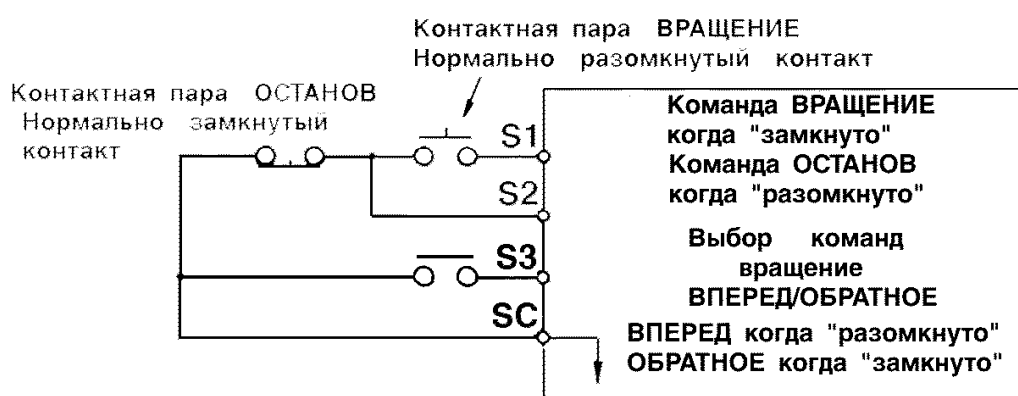 Контактная пара ВРАЩЕНИЕ
Нормально разомкнутый контакт
Контактная пара ОСТАНОВ
Нормально замкнутый
контакт
S1
S2
S3
SC
Команда ВРАЩЕНИЕ
когда "замкнуто"
Команда ОСТАНОВ
когда "разомкнуто"
Выбор команд
вращение
ВПЕРЕД/ОБРАТНОЕ
ВПЕРЕД когда "разомкнуто"
ОБРАТНОЕ когда "замкнуто"